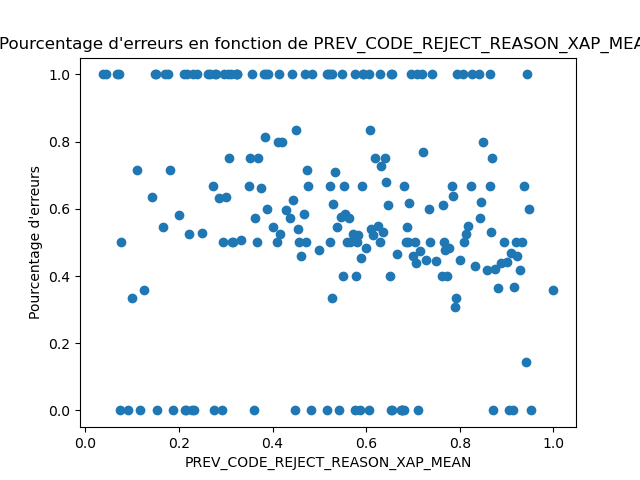 Pourcentage d'erreurs en fonction de PREV_CODE_REJECT_REASON_XAP_MEA
1.0
0.8
0.6
0.4
0.2
0.0
Pourcentage d'erreurs
0.0 0.2 0.4 0.6 0.8 1.0
PREV_CODE_REJECT_REASON_XAP_MEAN